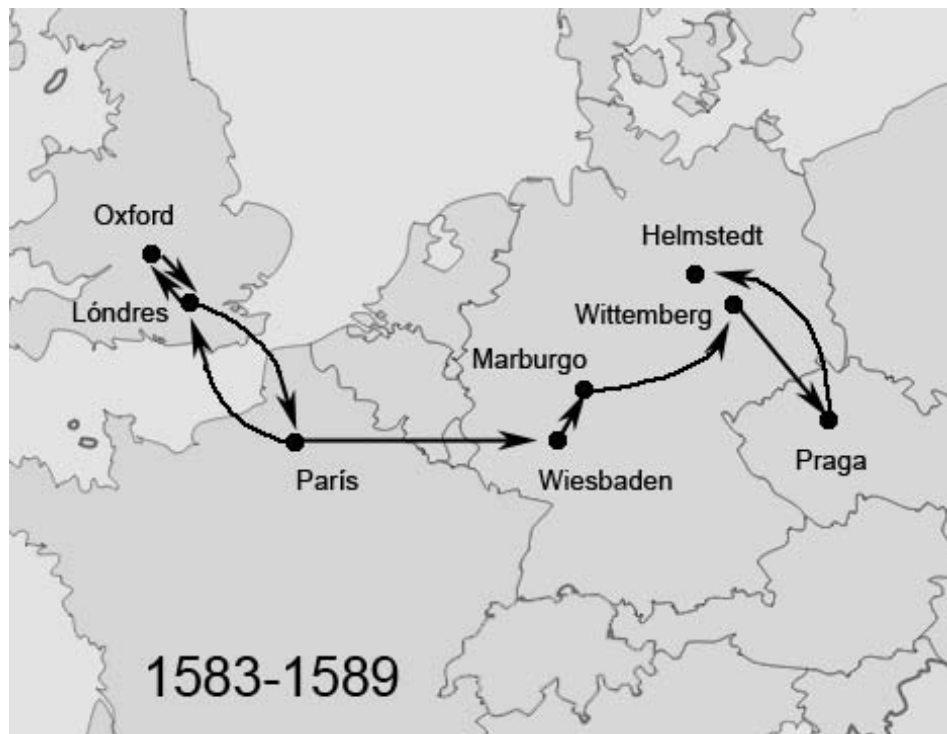 Oxford
Helmstedt
Lóndres
Wittemberg
Marburgo
París
Wiesbaden
Praga
1583-1589